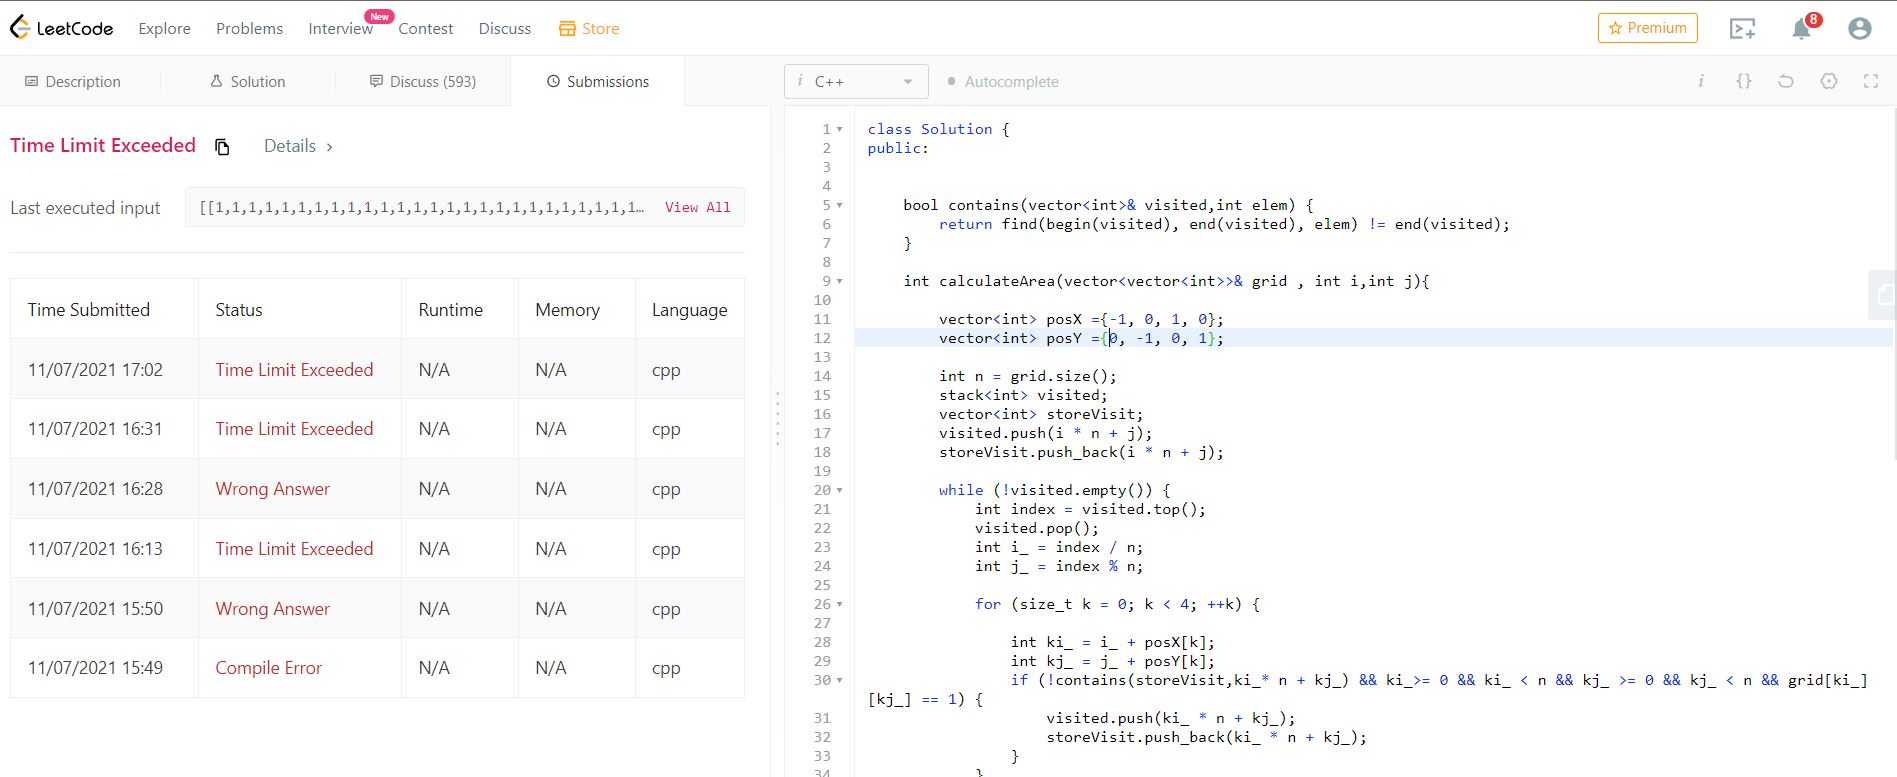 LeetCode Explore Problems Interview New Contest Discuss Store Premium 8
Description Solution Discuss (593) Submissions
i C++ Autocomplete i {}
Time Limit Exceeded Details ›
Last executed input [[1,1,1,1,1,1,1,1,1,1,1,1,1,1,1,1,1,1,1,1,1,1,1,1,1,1… View All
Time Submitted Status Runtime Memory Language
11/07/2021 17:02 Time Limit Exceeded N/A N/A cpp
11/07/2021 16:31 Time Limit Exceeded N/A N/A cpp
11/07/2021 16:28 Wrong Answer N/A N/A cpp
11/07/2021 16:13 Time Limit Exceeded N/A N/A cpp
11/07/2021 15:50 Wrong Answer N/A N/A cpp
11/07/2021 15:49 Compile Error N/A N/A cpp
1 class Solution {
2 public:
3
4
5 bool contains(vector<int>& visited,int elem) {
6 return find(begin(visited), end(visited), elem) != end(visited);
7 }
8
9 int calculateArea(vector<vector<int>>& grid , int i,int j){
10
11 vector<int> posX ={-1, 0, 1, 0};
12 vector<int> posY ={0, -1, 0, 1};
13
14 int n = grid.size();
15 stack<int> visited;
16 vector<int> storeVisit;
17 visited.push(i * n + j);
18 storeVisit.push_back(i * n + j);
19
20 while (!visited.empty()) {
21 int index = visited.top();
22 visited.pop();
23 int i_ = index / n;
24 int j_ = index % n;
25
26 for (size_t k = 0; k < 4; ++k) {
27
28 int ki_ = i_ + posX[k];
29 int kj_ = j_ + posY[k];
30 if (!contains(storeVisit,ki_* n + kj_) && ki_>= 0 && ki_ < n && kj_ >= 0 && kj_ < n && grid[ki_]
[kj_] == 1) {
31 visited.push(ki_ * n + kj_);
32 storeVisit.push_back(ki_ * n + kj_);
33 }
34 }